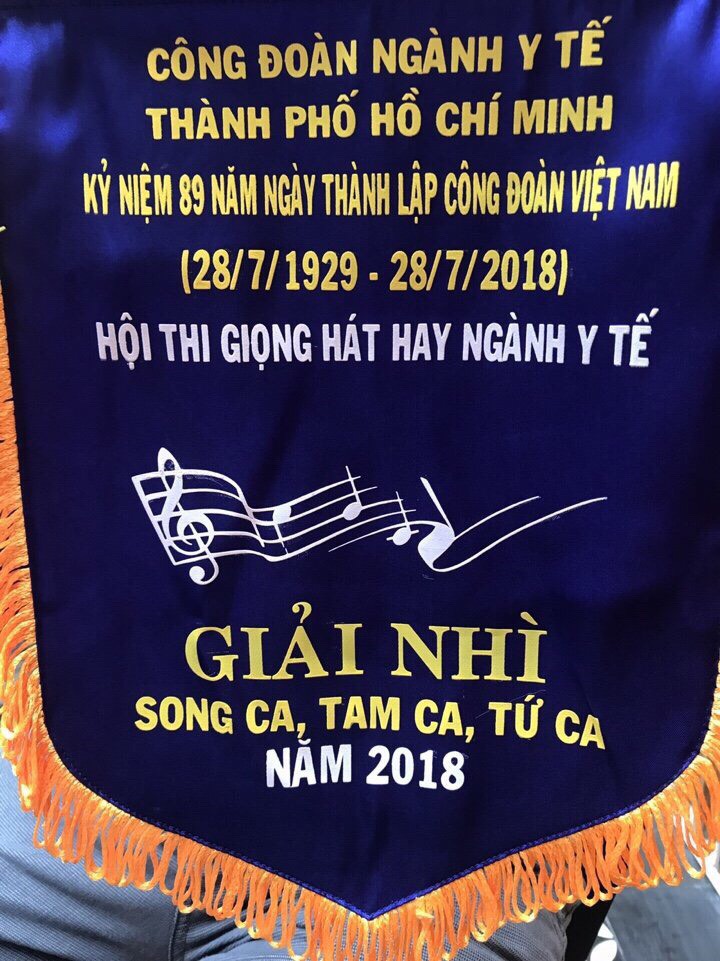 CÔNG ĐOÀN NGÀNH Y TẾ
THÀNH PHỐ HỒ CHÍ MINH
KỶ NIỆM 89 NĂM NGÀY THÀNH LẬP CÔNG ĐOÀN VIỆT NAM
(28/7/1929 - 28/7/2018)
HỘI THI GIỌNG HÁT HAY NGÀNH Y TẾ
GIẢI NHÌ
SONG CA, TAM CA, TỨ CA
NĂM 2018